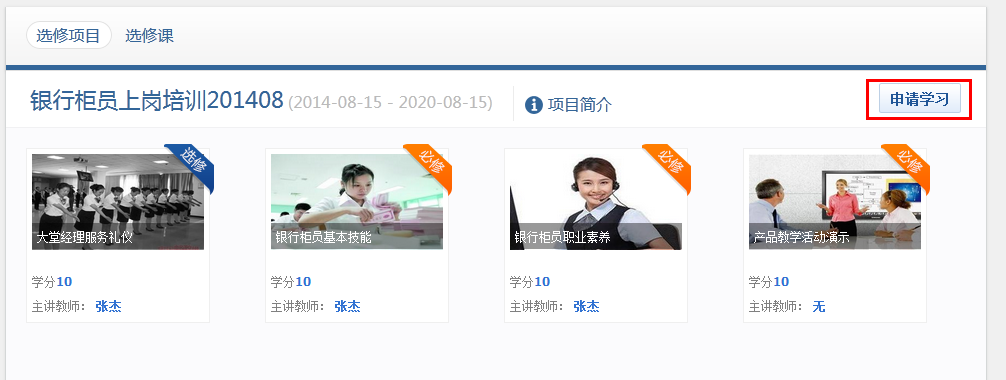 选修项目 选修课
银行柜员上岗培训201408 (2014-08-15 - 2020-08-15) 项目简介 申请学习
选修 必修 必修 必修
大堂经理服务礼仪 银行柜员基本技能 银行柜员职业素养 产品教学活动演示
学分10 学分10 学分10 学分10
主讲教师： 张杰 主讲教师： 张杰 主讲教师： 张杰 主讲教师： 无